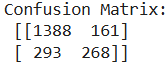 Confusion Matrix:
[[1388 161]
[ 293 268]]